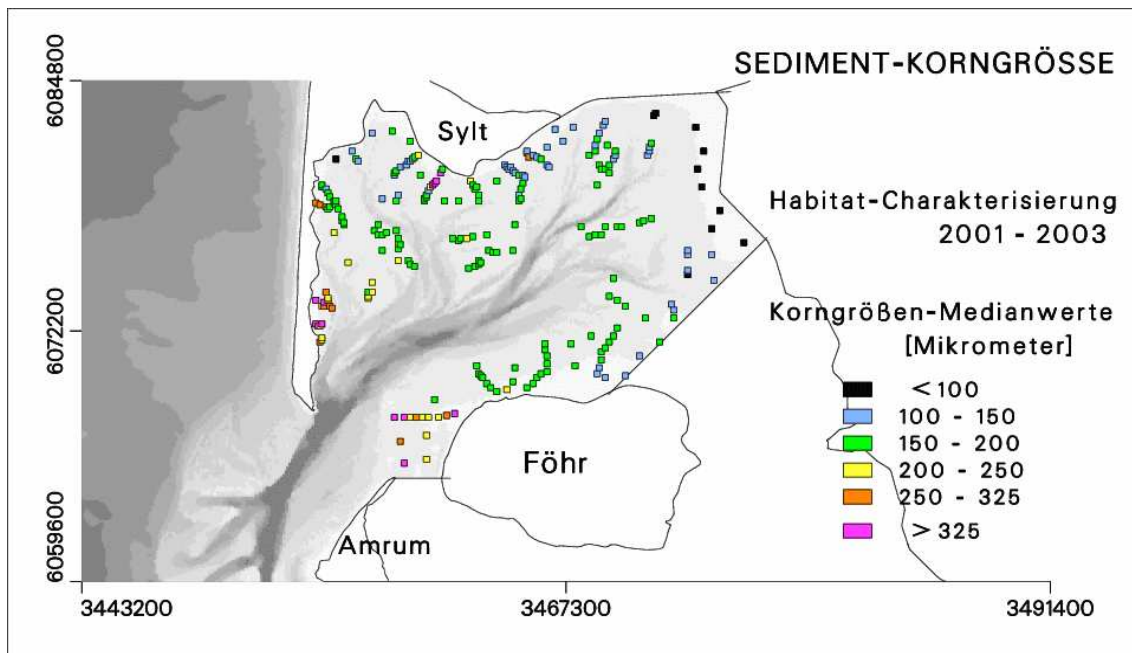 SEDIMENT-KORNGRÖSSE
6084800
Sylt
Habitat-Charakterisierung
2001 - 2003
6072200
Korngrößen-Medianwerte
[Mikrometer]
<100
100 - 150
150 - 200
200 - 250
250 - 325
>325
Föhr
Amrum
6059600
3443200
3467300
3491400